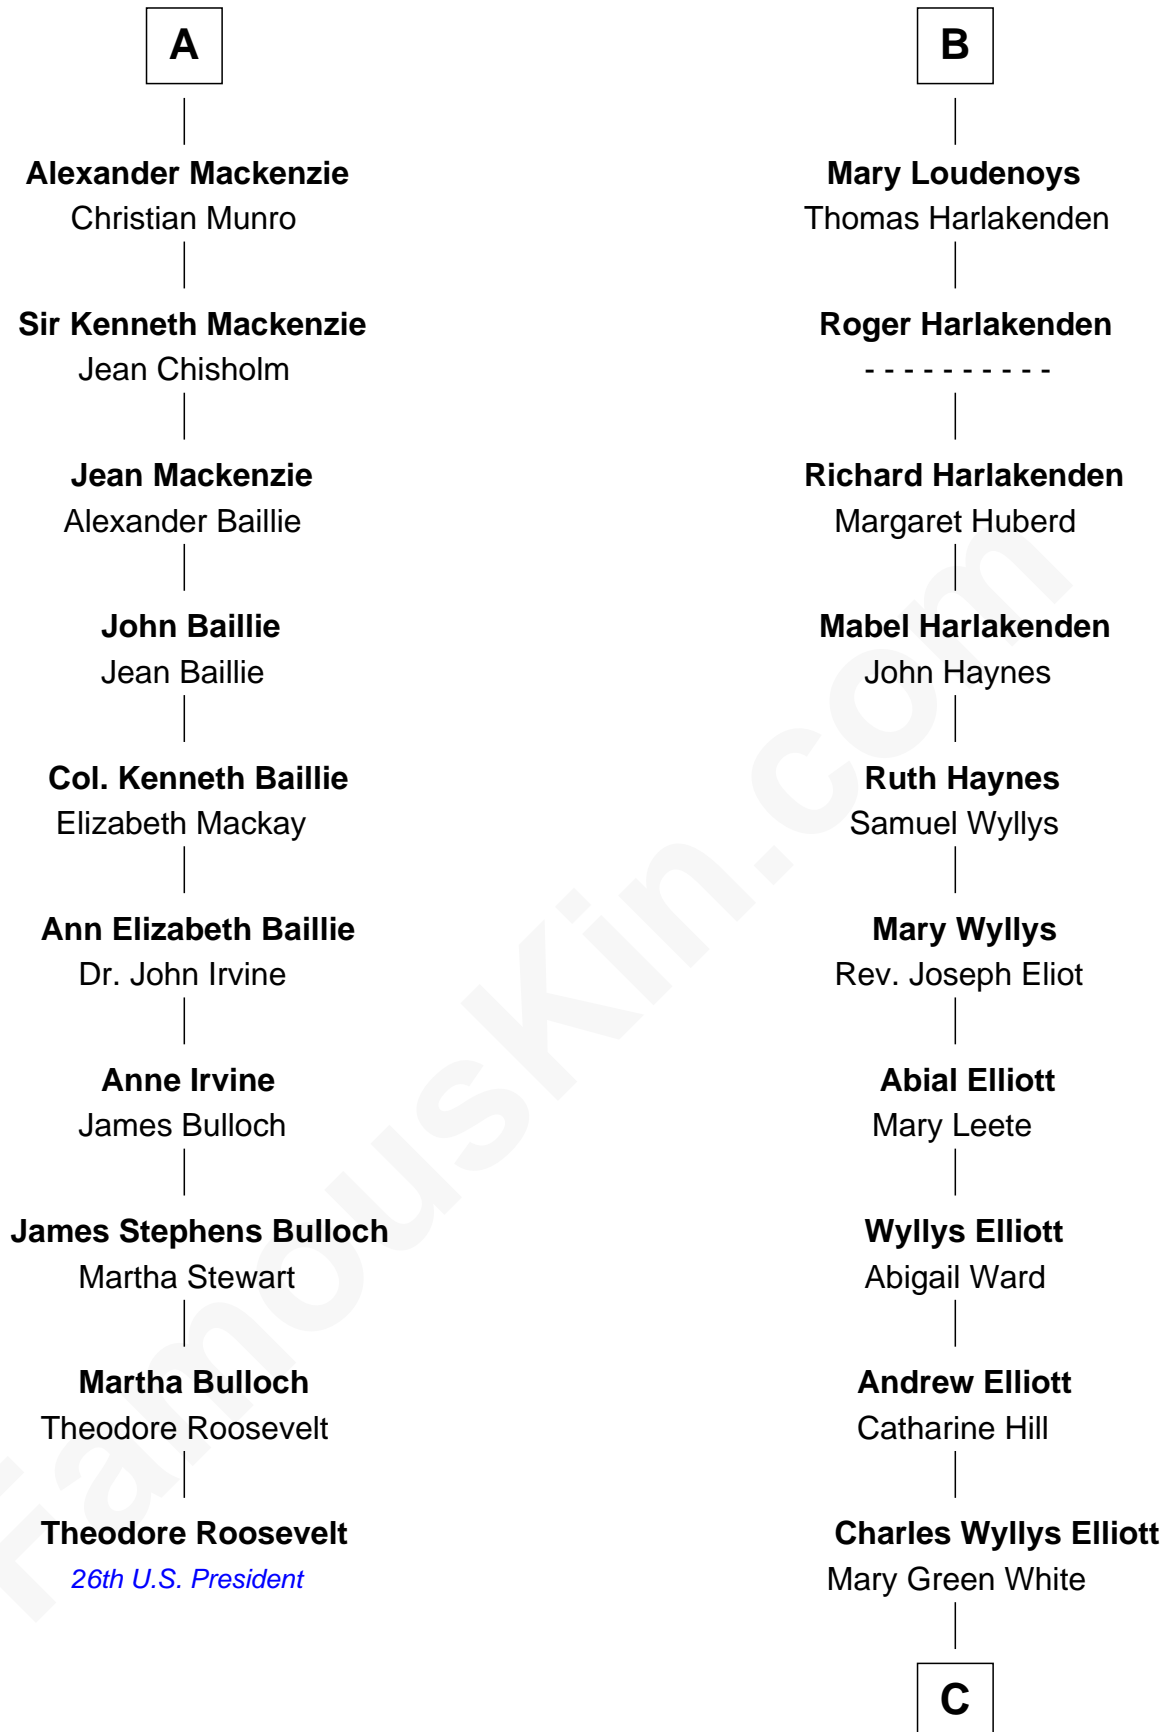 A
Alexander Mackenzie
Christian Munro
Sir Kenneth Mackenzie
Jean Chisholm
Jean Mackenzie
Alexander Baillie
John Baillie
Jean Baillie
Col. Kenneth Baillie
Elizabeth Mackay
Ann Elizabeth Baillie
Dr. John Irvine
Anne Irvine
James Bulloch
James Stephens Bulloch
Martha Stewart
Martha Bulloch
Theodore Roosevelt
Theodore Roosevelt
26th U.S. President
B
Mary Loudenoys
Thomas Harlakenden
Roger Harlakenden
- - - - - - - - - -
Richard Harlakenden
Margaret Huberd
Mabel Harlakenden
John Haynes
Ruth Haynes
Samuel Wyllys
Mary Wyllys
Rev. Joseph Eliot
Abial Elliott
Mary Leete
Wyllys Elliott
Abigail Ward
Andrew Elliott
Catharine Hill
Charles Wyllys Elliott
Mary Green White
C
FamousKin.com